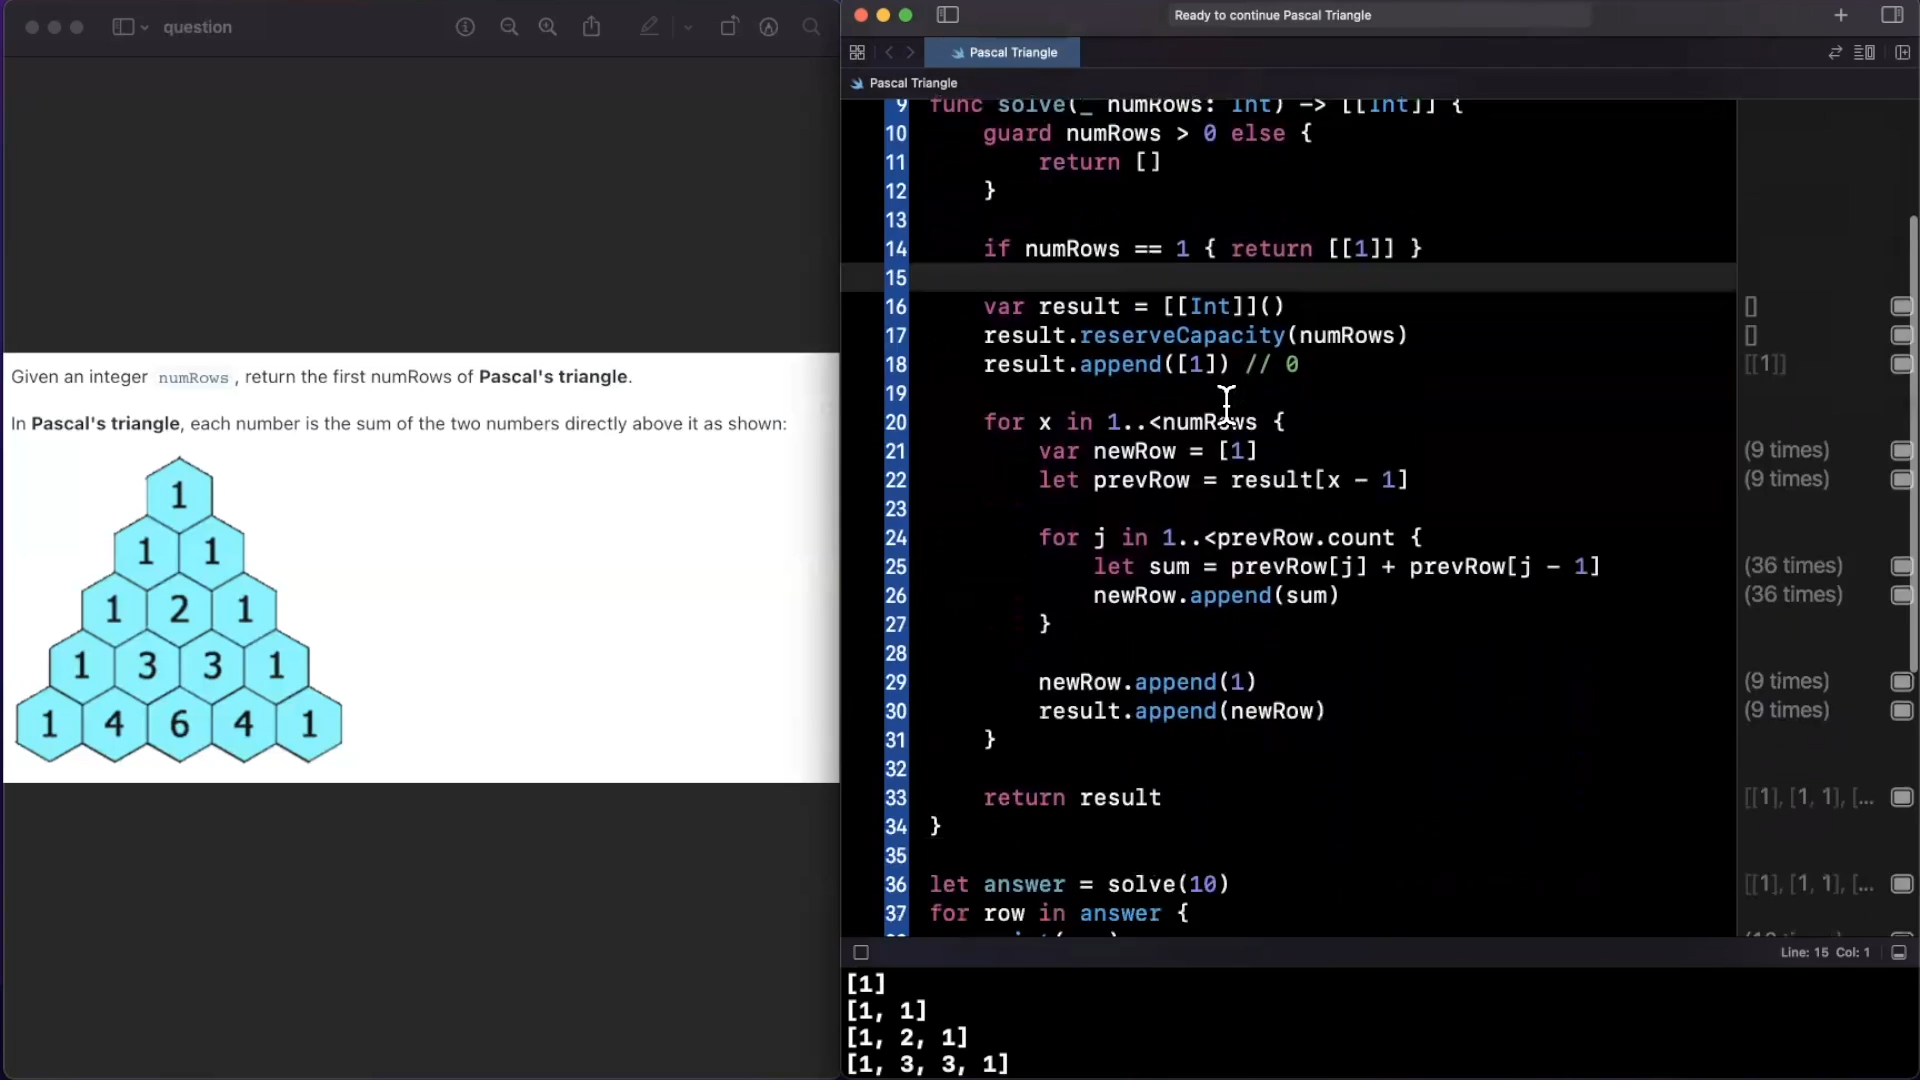 question
Given an integer numRows , return the first numRows of Pascal's triangle.
In Pascal's triangle, each number is the sum of the two numbers directly above it as shown:
1
1 1
1 2 1
1 3 3 1
1 4 6 4 1
Ready to continue Pascal Triangle
Pascal Triangle
Pascal Triangle
9 func solve(_ numRows: Int) -> [[Int]] {
10 guard numRows > 0 else {
11 return []
12 }
13
14 if numRows == 1 { return [[1]] }
15
16 var result = [[Int]]() []
17 result.reserveCapacity(numRows) []
18 result.append([1]) // 0 [[1]]
19
20 for x in 1..<numRows {
21 var newRow = [1] (9 times)
22 let prevRow = result[x - 1] (9 times)
23
24 for j in 1..<prevRow.count {
25 let sum = prevRow[j] + prevRow[j - 1] (36 times)
26 newRow.append(sum) (36 times)
27 }
28
29 newRow.append(1) (9 times)
30 result.append(newRow) (9 times)
31 }
32
33 return result [[1], [1, 1], [...
34 }
35
36 let answer = solve(10) [[1], [1, 1], [...
37 for row in answer {
Line: 15 Col: 1
[1]
[1, 1]
[1, 2, 1]
[1, 3, 3, 1]